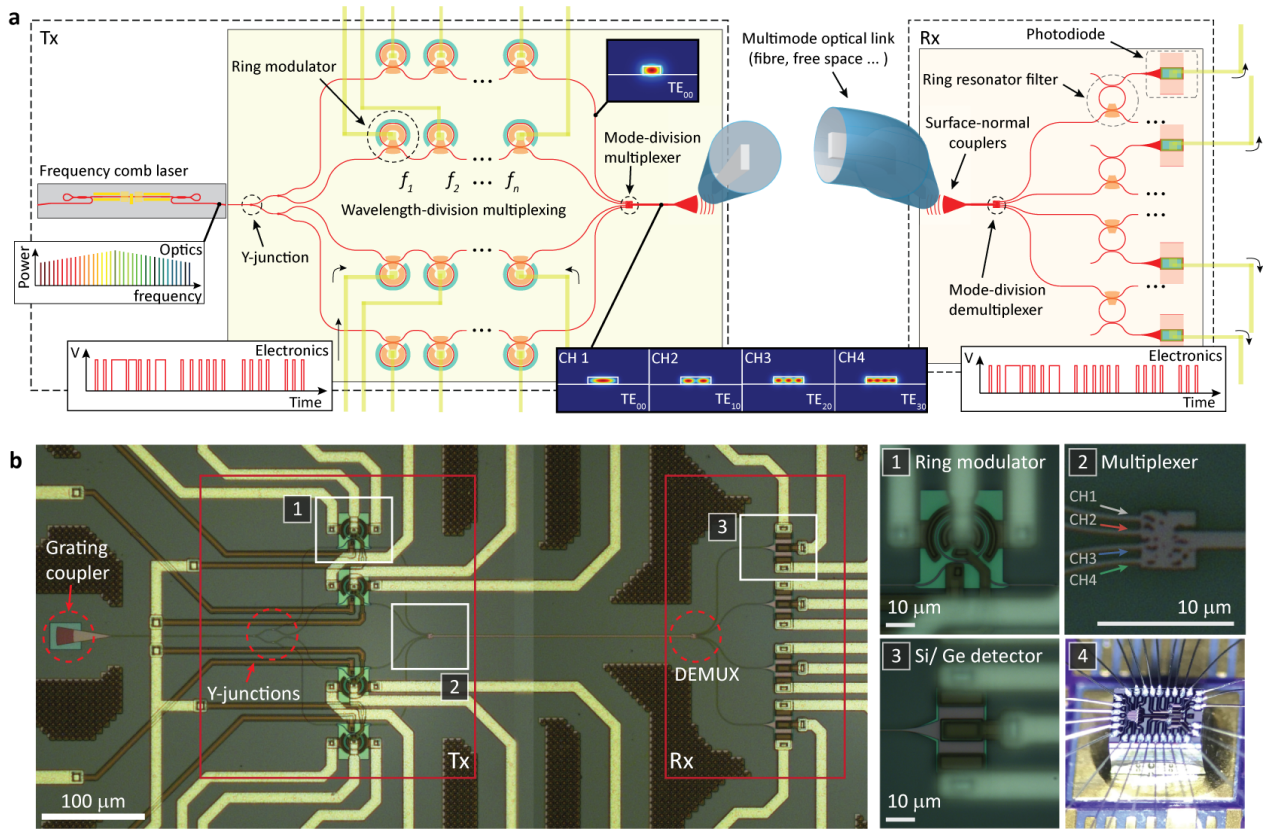 a
Tx
Ring modulator
TE00
Multimode optical link
(fibre, free space ... )
Rx
Photodiode
Ring resonator filter
Surface-normal
couplers
Mode-division
multiplexer
Frequency comb laser
f1 f2 ... fn
Wavelength-division multiplexing
Y-junction
Optics
Power
frequency
Mode-division
demultiplexer
V
Electronics
Time
CH 1
CH2
CH3
CH4
TE00
TE10
TE20
TE30
V
Electronics
Time
b
1
Grating
coupler
Y-junctions
2
Tx
100 μm
3
DEMUX
Rx
1 Ring modulator
10 μm
2 Multiplexer
CH1
CH2
CH3
CH4
10 μm
3 Si/ Ge detector
10 μm
4